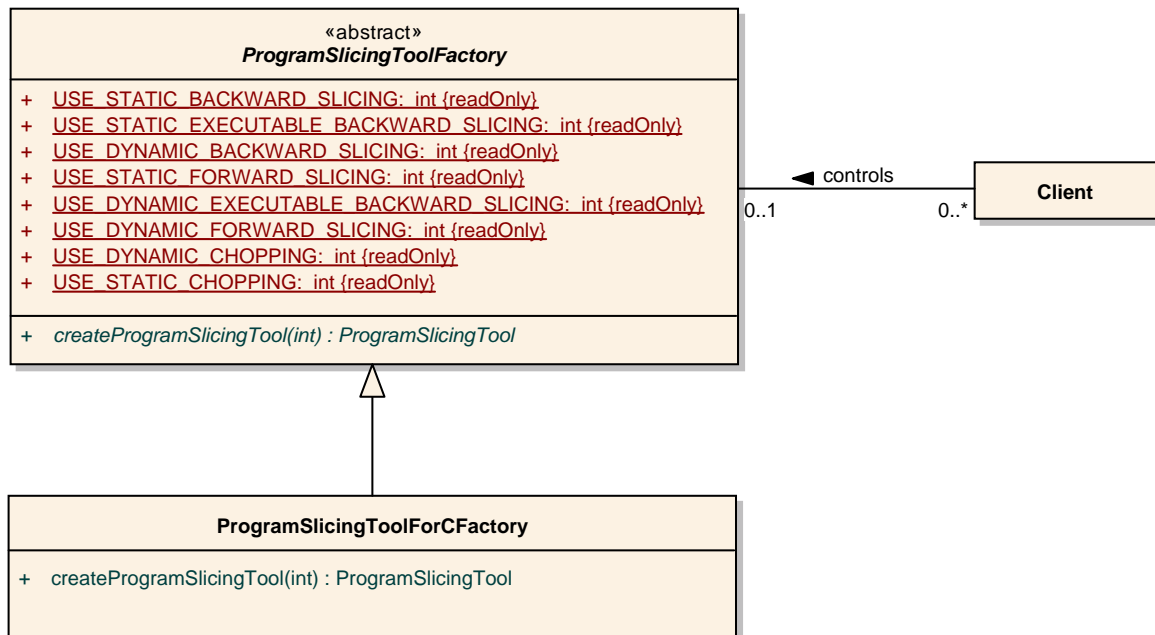 «abstract»
ProgramSlicingToolFactory
+ USE_STATIC_BACKWARD_SLICING: int {readOnly}
+ USE_STATIC_EXECUTABLE_BACKWARD_SLICING: int {readOnly}
+ USE_DYNAMIC_BACKWARD_SLICING: int {readOnly}
+ USE_STATIC_FORWARD_SLICING: int {readOnly}
+ USE_DYNAMIC_EXECUTABLE_BACKWARD_SLICING: int {readOnly}
+ USE_DYNAMIC_FORWARD_SLICING: int {readOnly}
+ USE_DYNAMIC_CHOPPING: int {readOnly}
+ USE_STATIC_CHOPPING: int {readOnly}
+ createProgramSlicingTool(int) : ProgramSlicingTool
controls
0..1
0..*
Client
ProgramSlicingToolForCFactory
+ createProgramSlicingTool(int) : ProgramSlicingTool